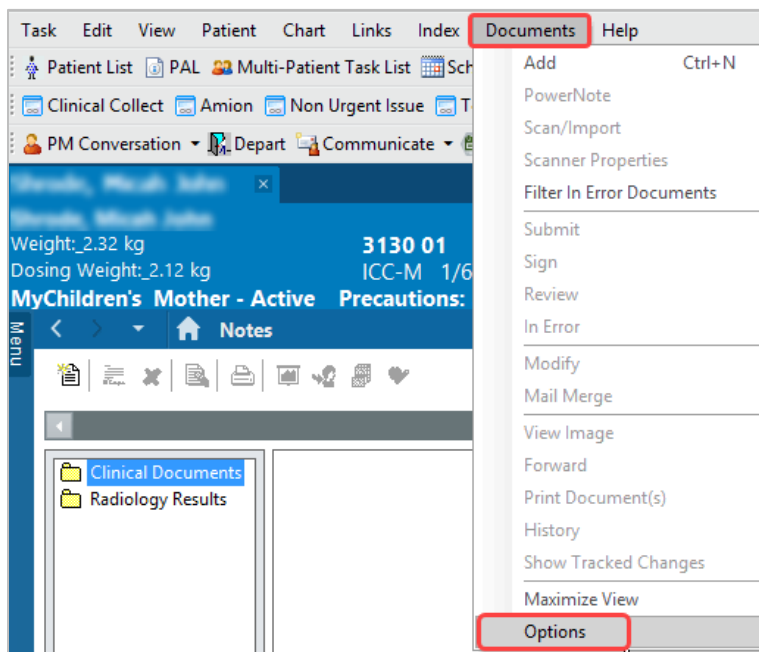 Task Edit View Patient Chart Links Index Documents Help
Patient List PAL Multi-Patient Task List Sch
Clinical Collect Amion Non Urgent Issue T
PM Conversation Depart Communicate
Weight:_2.32 kg 3130 01
Dosing Weight:_2.12 kg ICC-M 1/6
MyChildren's Mother - Active Precautions:
Menu
Notes
Clinical Documents
Radiology Results
Add Ctrl+N
PowerNote
Scan/Import
Scanner Properties
Filter In Error Documents
Submit
Sign
Review
In Error
Modify
Mail Merge
View Image
Forward
Print Document(s)
History
Show Tracked Changes
Maximize View
Options